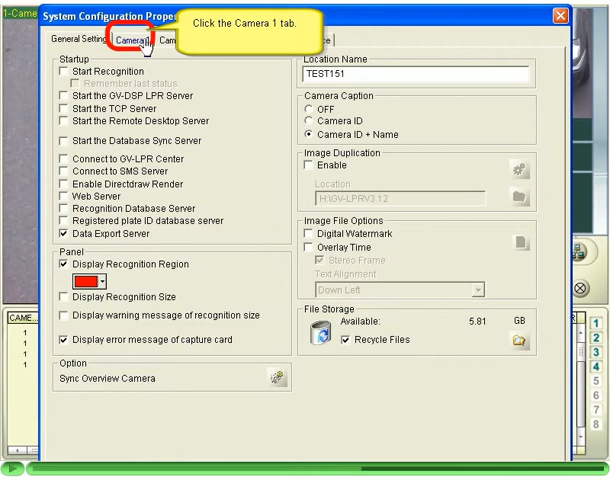 1-Came
System Configuration Prope
Click the Camera 1 tab.
General Setting
Camera
Cam
ce
Startup
Start Recognition
Remember last status
Start the GV-DSP LPR Server
Start the TCP Server
Start the Remote Desktop Server
Start the Database Sync Server
Connect to GV-LPR Center
Connect to SMS Server
Enable Directdraw Render
Web Server
Recognition Database Server
Registered plate ID database server
Data Export Server
Panel
Display Recognition Region
Display Recognition Size
Display warning message of recognition size
Display error message of capture card
Option
Sync Overview Camera
Location Name
TEST151
Camera Caption
OFF
Camera ID
Camera ID + Name
Image Duplication
Enable
Location
H:\GV-LPRV3.12
Image File Options
Digital Watermark
Overlay Time
Stereo Frame
Text Alignment
Down Left
File Storage
Available: 5.81 GB
Recycle Files
CAME...
1
1
1
1
R
1
2
3
4
5
6
7
8